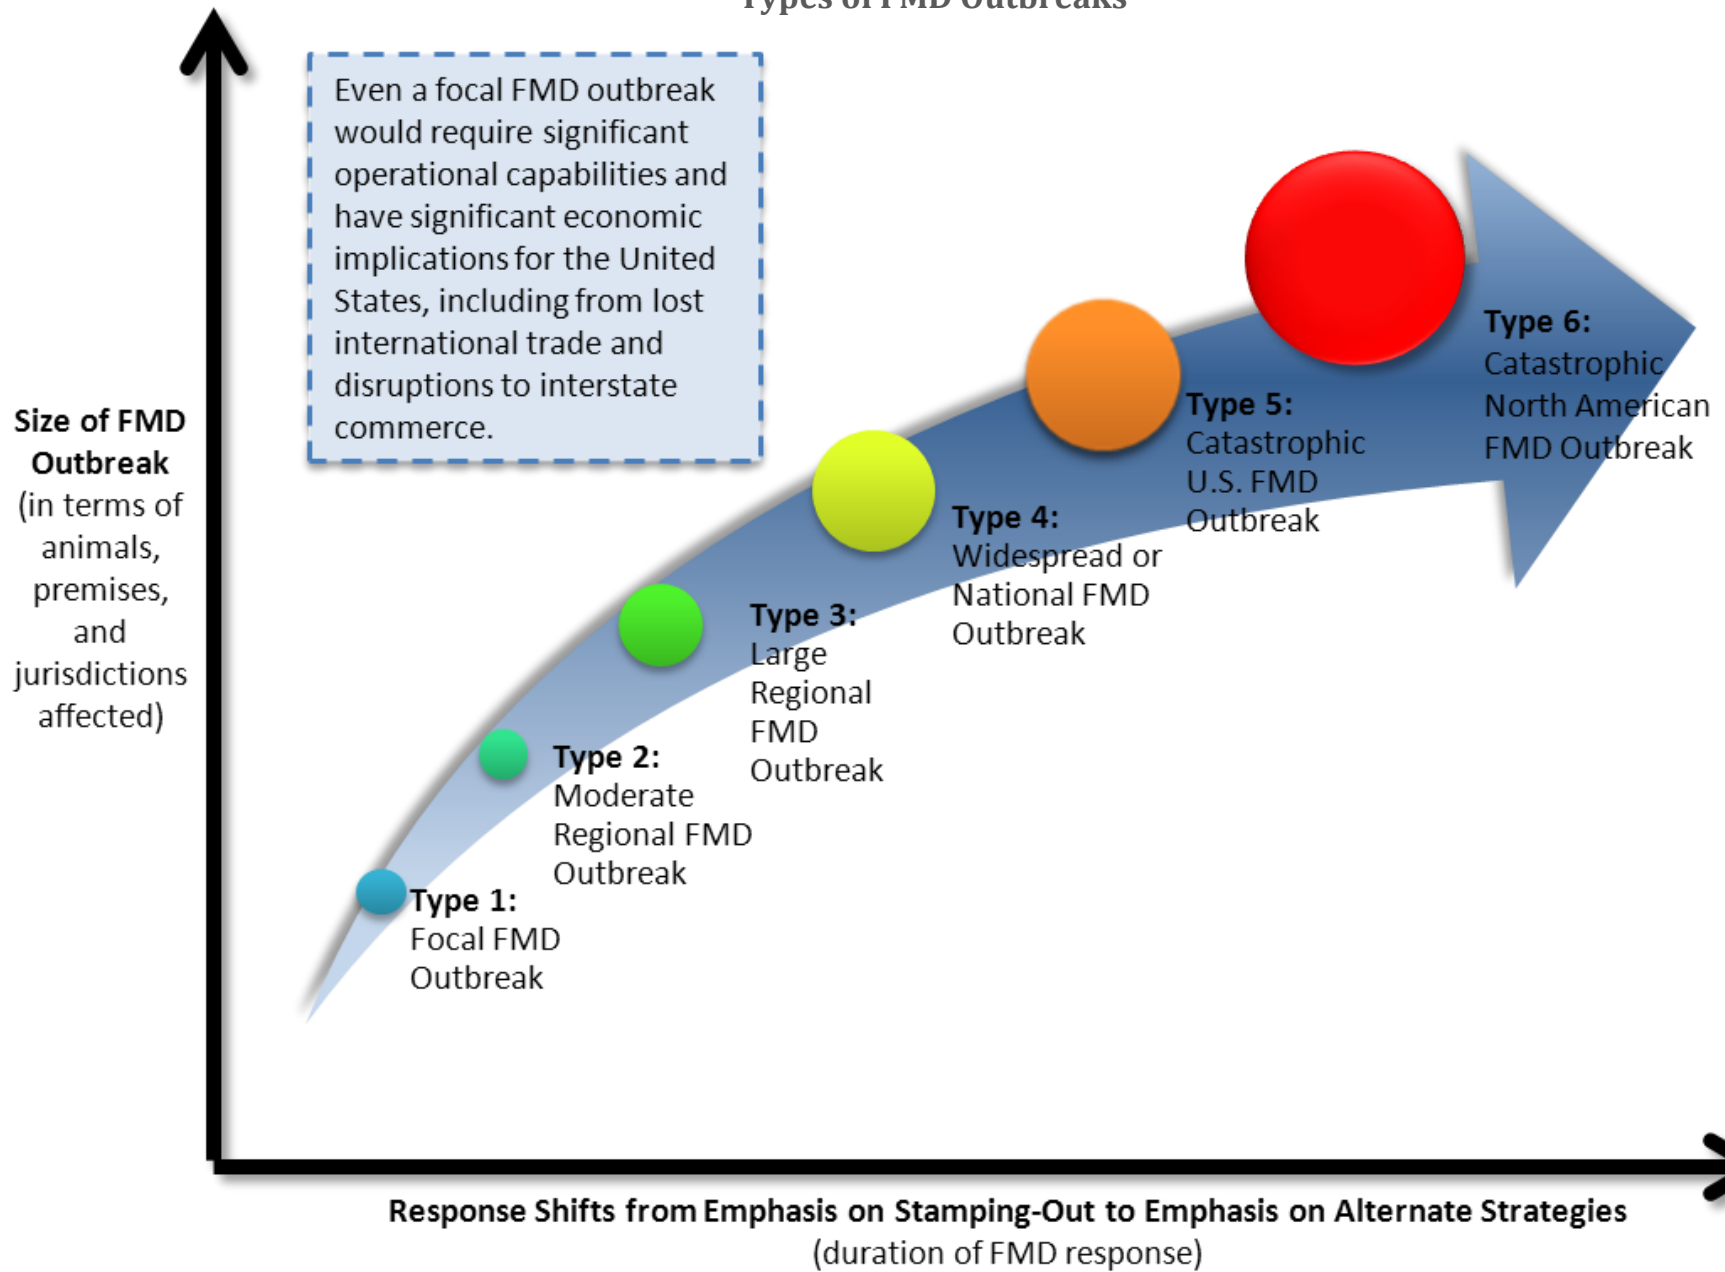 Types of FMD Outbreaks
Even a focal FMD outbreak
would require significant
operational capabilities and
have significant economic
implications for the United
States, including from lost
international trade and
disruptions to interstate
commerce.
Size of FMD
Outbreak
(in terms of
animals,
premises,
and
jurisdictions
affected)
Type 1:
Focal FMD
Outbreak
Type 2:
Moderate
Regional FMD
Outbreak
Type 3:
Large
Regional
FMD
Outbreak
Type 4:
Widespread or
National FMD
Outbreak
Type 5:
Catastrophic
U.S. FMD
Outbreak
Type 6:
Catastrophic
North American
FMD Outbreak
Response Shifts from Emphasis on Stamping-Out to Emphasis on Alternate Strategies
(duration of FMD response)